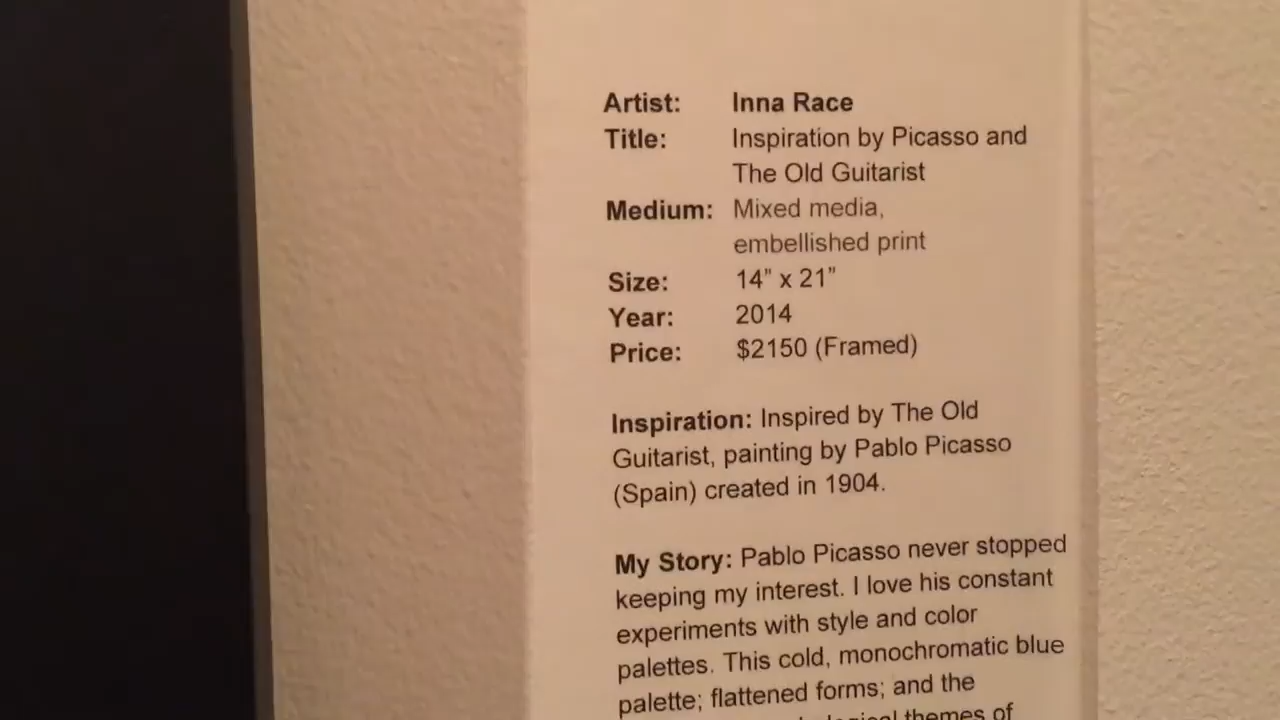 Artist: Inna Race
Title: Inspiration by Picasso and
The Old Guitarist
Medium: Mixed media,
embellished print
Size: 14” x 21”
Year: 2014
Price: $2150 (Framed)
Inspiration: Inspired by The Old
Guitarist, painting by Pablo Picasso
(Spain) created in 1904.
My Story: Pablo Picasso never stopped
keeping my interest. I love his constant
experiments with style and color
palettes. This cold, monochromatic blue
palette; flattened forms; and the
themes of